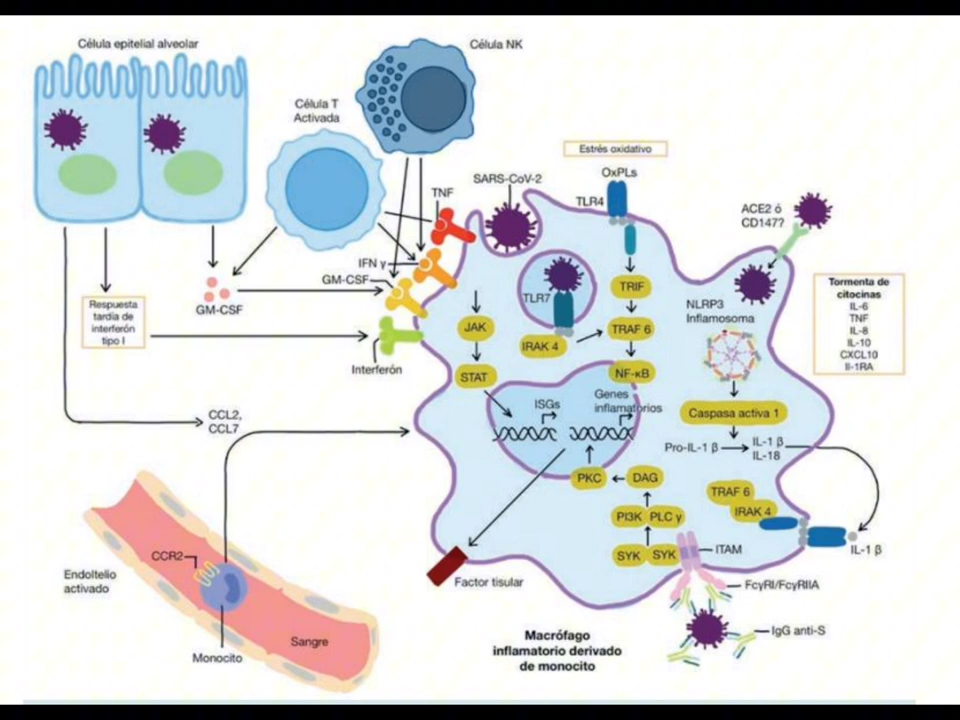 Célula epitelial alveolar
Célula NK
Célula T
Activada
Estrés oxidativo
OxPLs
SARS-CoV-2
TNF
TLR4
ACE2 ó
CD147?
IFN γ
GM-CSF
GM-CSF
TLR7
TRIF
NLRP3
Inflamosoma
Tormenta de
citocinas
IL-6
TNF
IL-8
IL-10
CXCL10
Il-1RA
Respuesta
tardía de
interferón
tipo I
JAK
IRAK 4
TRAF 6
Interferón
STAT
NF-κB
ISGs
Genes
inflamatorios
Caspasa activa 1
CCL2,
CCL7
Pro-IL-1 β
IL-1 β
IL-18
PKC
DAG
TRAF 6
IRAK 4
PI3K
PLC γ
IL-1 β
CCR2
SYK
SYK
ITAM
Endoltelio
activado
Factor tisular
FcγRI/FcγRIIA
IgG anti-S
Sangre
Monocito
Macrófago
inflamatorio derivado
de monocito